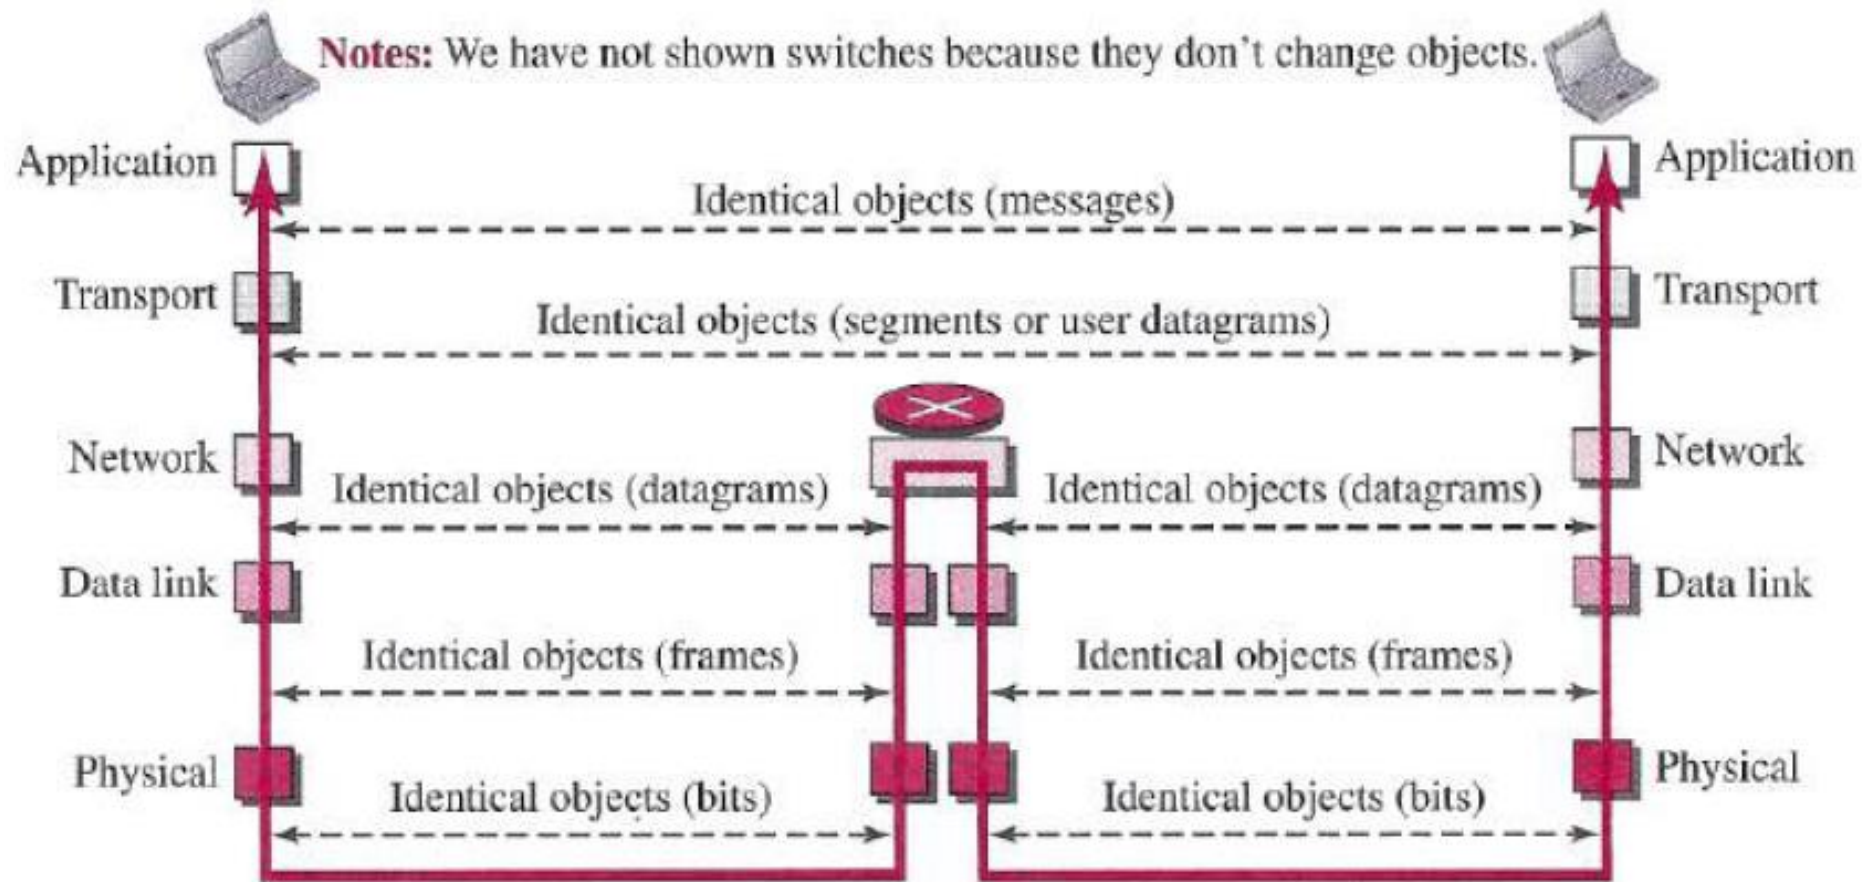 Notes: We have not shown switches because they don't change objects.
Application
Application
Identical objects (messages)
Transport
Transport
Identical objects (segments or user datagrams)
Network
Network
Identical objects (datagrams)
Identical objects (datagrams)
Data link
Data link
Identical objects (frames)
Identical objects (frames)
Physical
Physical
Identical objects (bits)
Identical objects (bits)